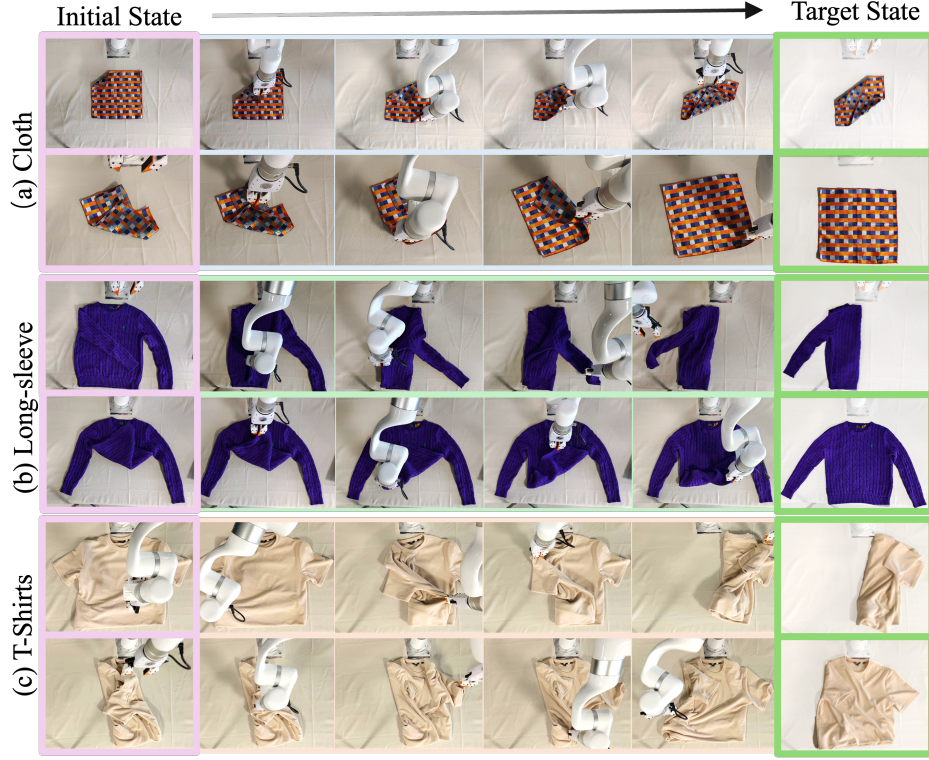 Initial State
Target State
(a) Cloth
(b) Long-sleeve
(c) T-Shirts